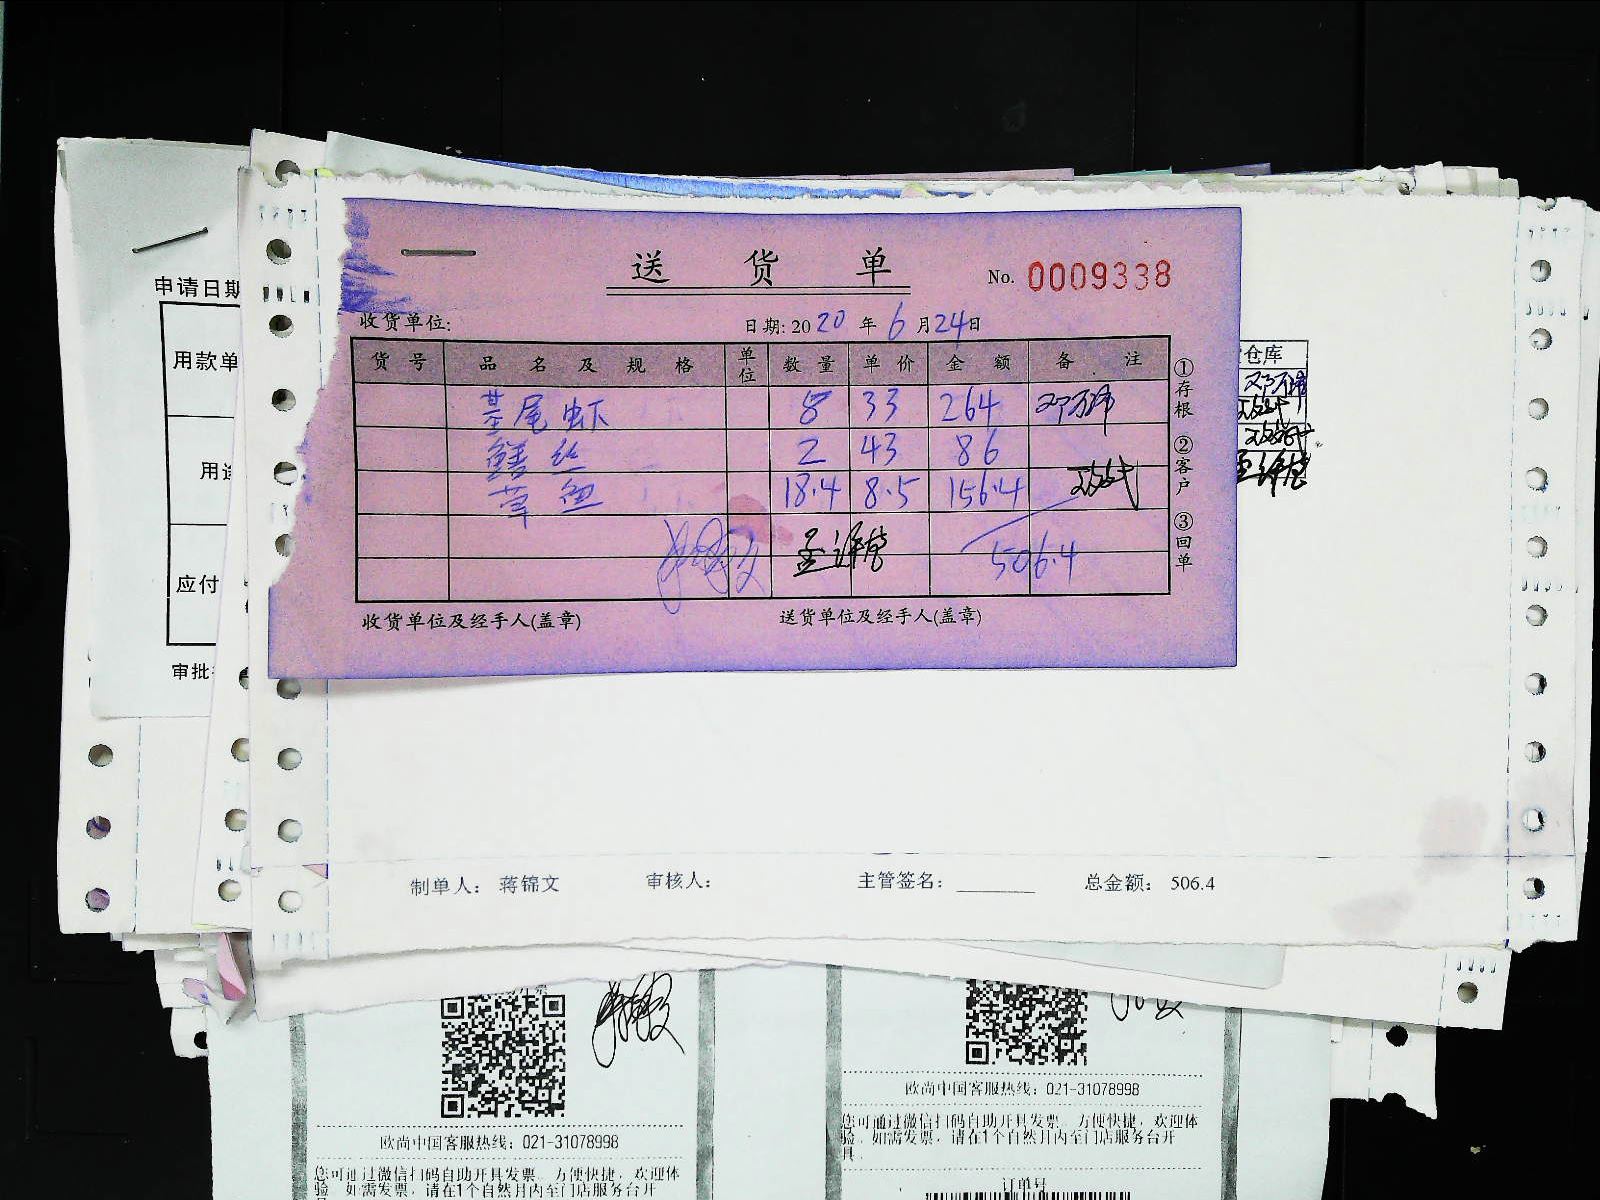 申请日期
用款单
用途
应付
审批
送 货 单
No. 0009338
收货单位:
日期: 2020 年 6 月 24 日
货 号 品 名 及 规 格 单位 数 量 单 价 金 额 备 注
基尾虾 8 33 264
鳝丝 2 43 86
18.4 8.5 156.4
506.4
收货单位及经手人(盖章) 送货单位及经手人(盖章)
①存根 ②客户 ③回单
仓库
制单人： 蒋锦文 审核人： 主管签名： 总金额： 506.4
欧尚中国客服热线：021-31078998
您可通过微信扫码自助开具发票，方便快捷，欢迎体
验，如需发票，请在1个自然月内至门店服务台开
欧尚中国客服热线：021-31078998
您可通过微信扫码自助开具发票，方便快捷，欢迎体
验，如需发票，请在1个自然月内至门店服务台开
具。
订单号